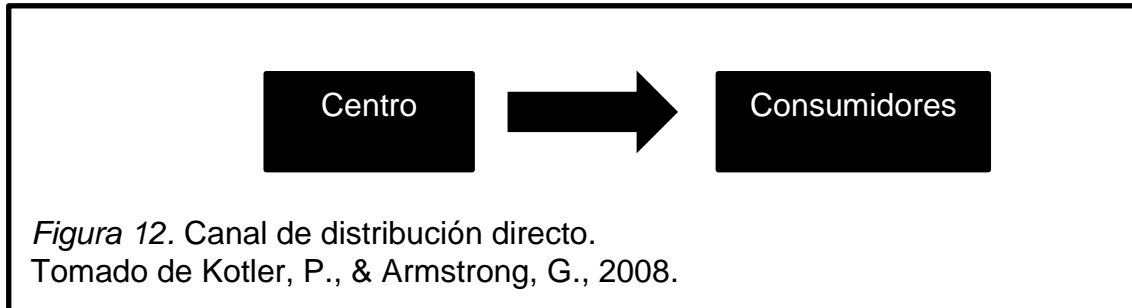 Centro
Consumidores
Figura 12. Canal de distribución directo.
Tomado de Kotler, P., & Armstrong, G., 2008.